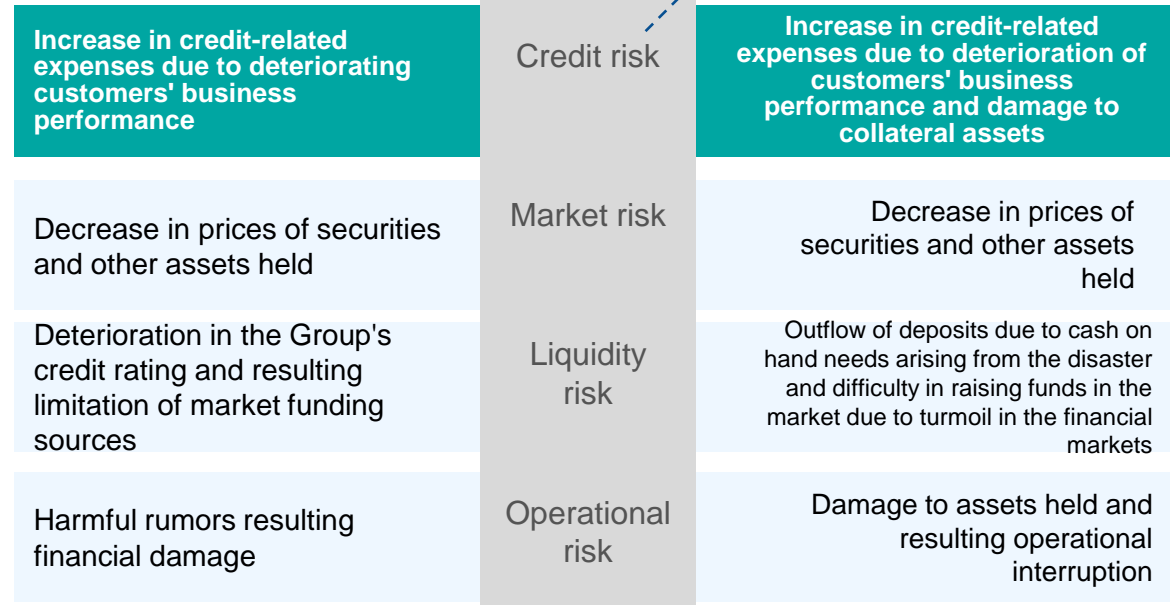 Increase in credit-related
expenses due to deteriorating
customers' business
performance
Credit risk
Increase in credit-related
expenses due to deterioration of
customers' business
performance and damage to
collateral assets
Decrease in prices of securities
and other assets held
Market risk
Decrease in prices of
securities and other assets
held
Deterioration in the Group's
credit rating and resulting
limitation of market funding
sources
Liquidity
risk
Outflow of deposits due to cash on
hand needs arising from the disaster
and difficulty in raising funds in the
market due to turmoil in the financial
markets
Harmful rumors resulting
financial damage
Operational
risk
Damage to assets held and
resulting operational
interruption